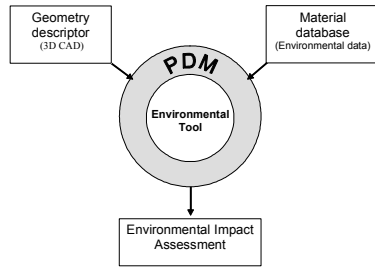 Geometry
descriptor
(3D CAD)
Material
database
(Environmental data)
PDM
Environmental
Tool
Environmental Impact
Assessment